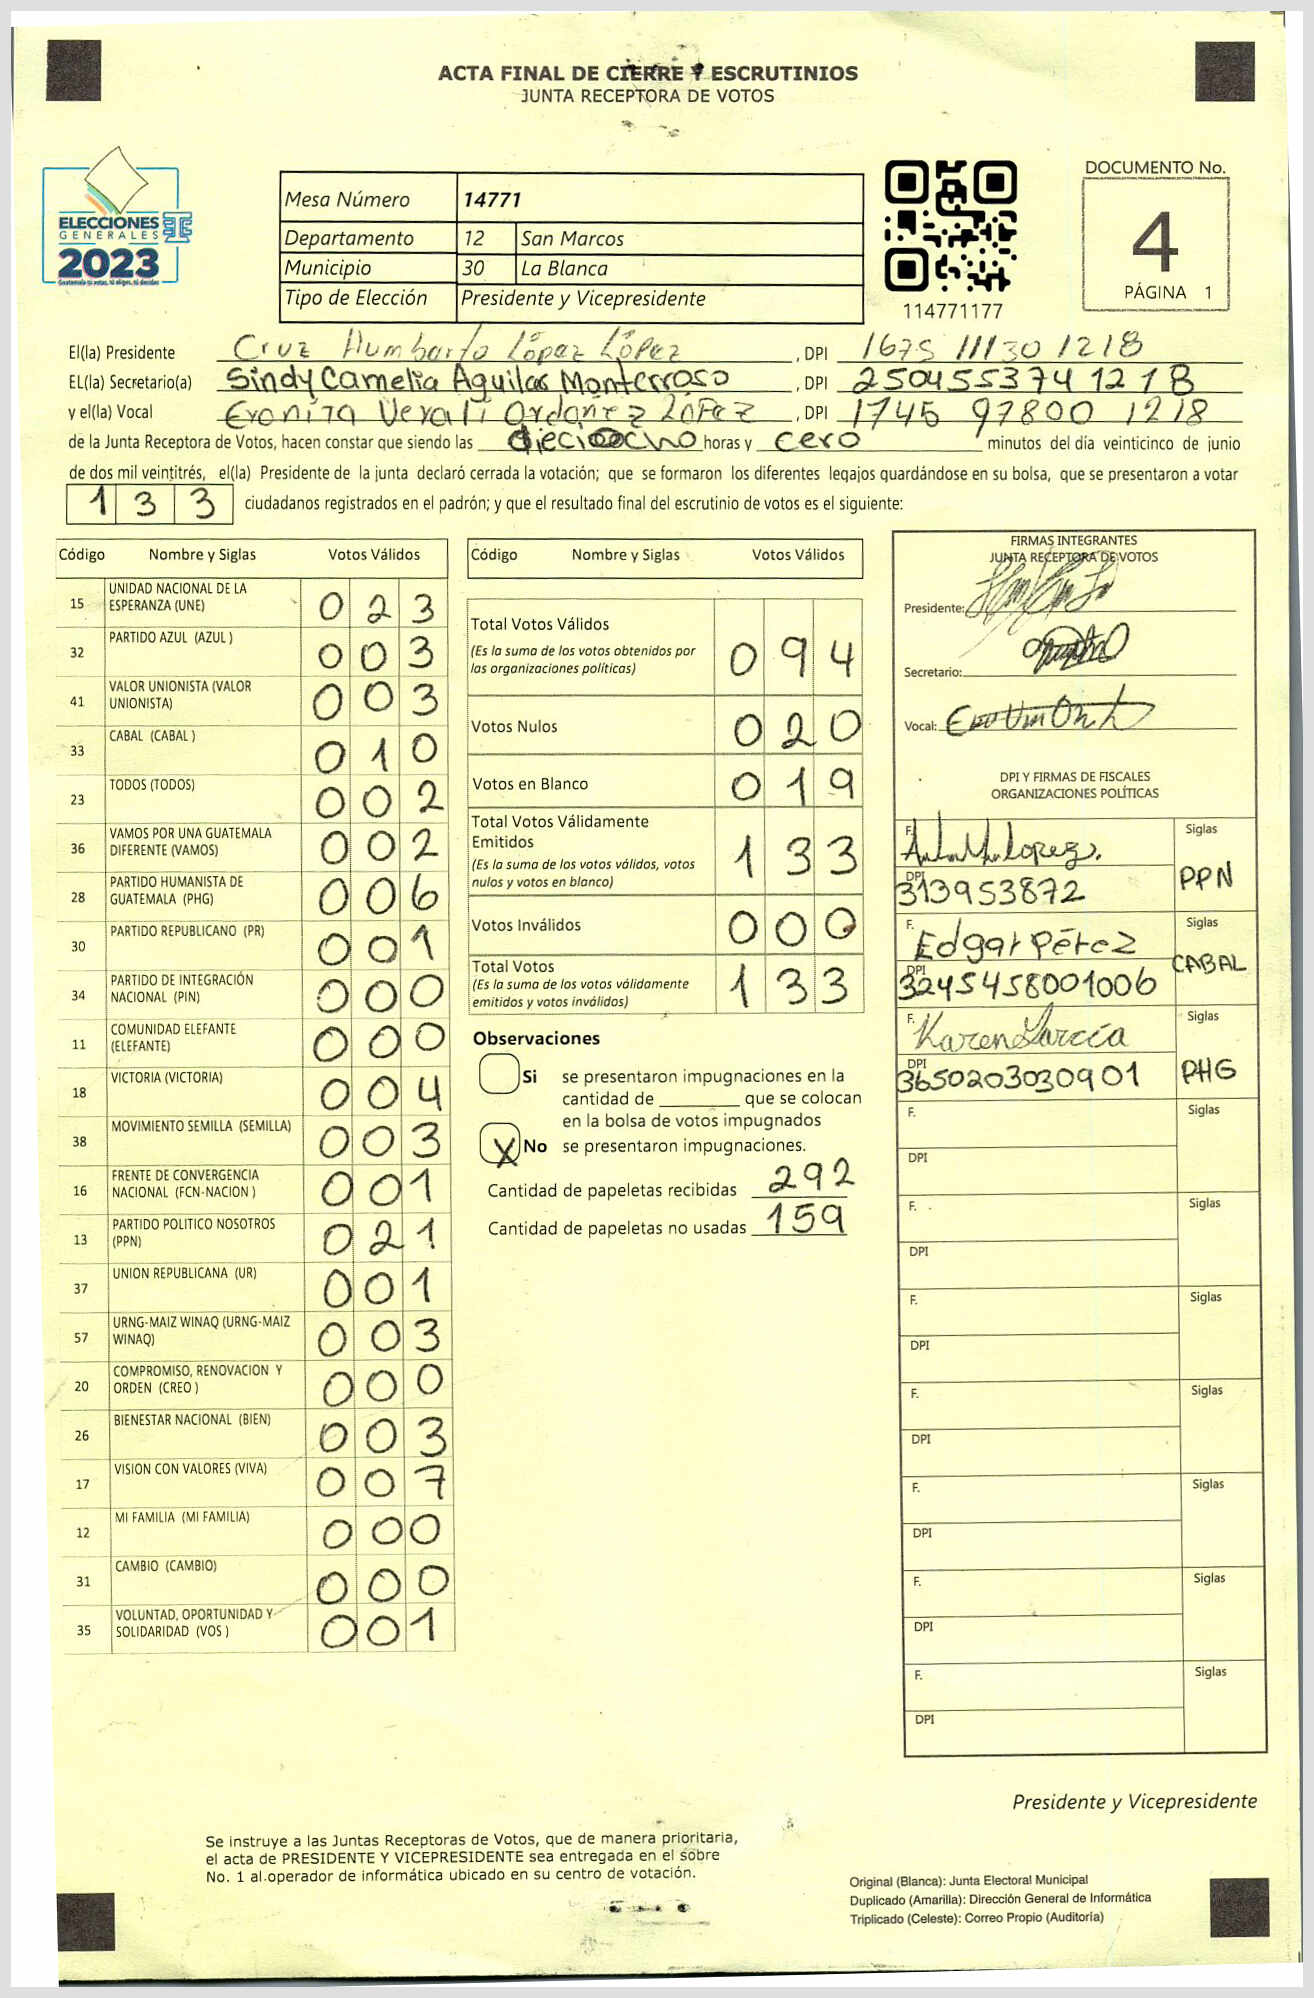 ACTA FINAL DE CIERRE Y ESCRUTINIOS
JUNTA RECEPTORA DE VOTOS
ELECCIONES
GENERALES
2023
Guatemala tú votas, tú eliges, tú decides
Mesa Número 14771
Departamento 12 San Marcos
Municipio 30 La Blanca
Tipo de Elección Presidente y Vicepresidente
114771177
DOCUMENTO No.
4
PÁGINA 1
El(la) Presidente Cruz Humbarto López López , DPI 1675 11130 1218
EL(la) Secretario(a) Sindy Camelia Aguilar Monterroso , DPI 250455374 1218
y el(la) Vocal Ordoñez López , DPI 1745 97800 1218
de la Junta Receptora de Votos, hacen constar que siendo las dieciocho horas y cero minutos del día veinticinco de junio
de dos mil veintitrés, el(la) Presidente de la junta declaró cerrada la votación; que se formaron los diferentes legajos quardándose en su bolsa, que se presentaron a votar
1 3 3 ciudadanos registrados en el padrón; y que el resultado final del escrutinio de votos es el siguiente:
Código Nombre y Siglas Votos Válidos
15 UNIDAD NACIONAL DE LA ESPERANZA (UNE) 0 2 3
32 PARTIDO AZUL (AZUL ) 0 0 3
41 VALOR UNIONISTA (VALOR UNIONISTA) 0 0 3
33 CABAL (CABAL ) 0 1 0
23 TODOS (TODOS) 0 0 2
36 VAMOS POR UNA GUATEMALA DIFERENTE (VAMOS) 0 0 2
28 PARTIDO HUMANISTA DE GUATEMALA (PHG) 0 0 6
30 PARTIDO REPUBLICANO (PR) 0 0 1
34 PARTIDO DE INTEGRACIÓN NACIONAL (PIN) 0 0 0
11 COMUNIDAD ELEFANTE (ELEFANTE) 0 0 0
18 VICTORIA (VICTORIA) 0 0 4
38 MOVIMIENTO SEMILLA (SEMILLA) 0 0 3
16 FRENTE DE CONVERGENCIA NACIONAL (FCN-NACION ) 0 0 1
13 PARTIDO POLITICO NOSOTROS (PPN) 0 2 1
37 UNION REPUBLICANA (UR) 0 0 1
57 URNG-MAIZ WINAQ (URNG-MAIZ WINAQ) 0 0 3
20 COMPROMISO, RENOVACION Y ORDEN (CREO ) 0 0 0
26 BIENESTAR NACIONAL (BIEN) 0 0 3
17 VISION CON VALORES (VIVA) 0 0 7
12 MI FAMILIA (MI FAMILIA) 0 0 0
31 CAMBIO (CAMBIO) 0 0 0
35 VOLUNTAD, OPORTUNIDAD Y SOLIDARIDAD (VOS ) 0 0 1
Código Nombre y Siglas Votos Válidos
Total Votos Válidos 0 9 4
(Es la suma de los votos obtenidos por
las organizaciones políticas)
Votos Nulos 0 2 0
Votos en Blanco 0 1 9
Total Votos Válidamente
Emitidos 1 3 3
(Es la suma de los votos válidos, votos
nulos y votos en blanco)
Votos Inválidos 0 0 0
Total Votos 1 3 3
(Es la suma de los votos válidamente
emitidos y votos inválidos)
Observaciones
Si se presentaron impugnaciones en la
cantidad de ________ que se colocan
en la bolsa de votos impugnados
X No se presentaron impugnaciones.
Cantidad de papeletas recibidas 292
Cantidad de papeletas no usadas 159
FIRMAS INTEGRANTES
JUNTA RECEPTORA DE VOTOS
Presidente:
Secretario:
Vocal:
DPI Y FIRMAS DE FISCALES
ORGANIZACIONES POLÍTICAS
F. Siglas
DPI 313953872 PPN
F. Edgar Pérez Siglas
DPI 3245458001006 CABAL
F. Karen García Siglas
DPI 3650203030901 PHG
F. Siglas
DPI
F. Siglas
DPI
F. Siglas
DPI
F. Siglas
DPI
F. Siglas
DPI
F. Siglas
DPI
F. Siglas
DPI
Presidente y Vicepresidente
Se instruye a las Juntas Receptoras de Votos, que de manera prioritaria,
el acta de PRESIDENTE Y VICEPRESIDENTE sea entregada en el sobre
No. 1 al operador de informática ubicado en su centro de votación.
Original (Blanca): Junta Electoral Municipal
Duplicado (Amarilla): Dirección General de Informática
Triplicado (Celeste): Correo Propio (Auditoría)